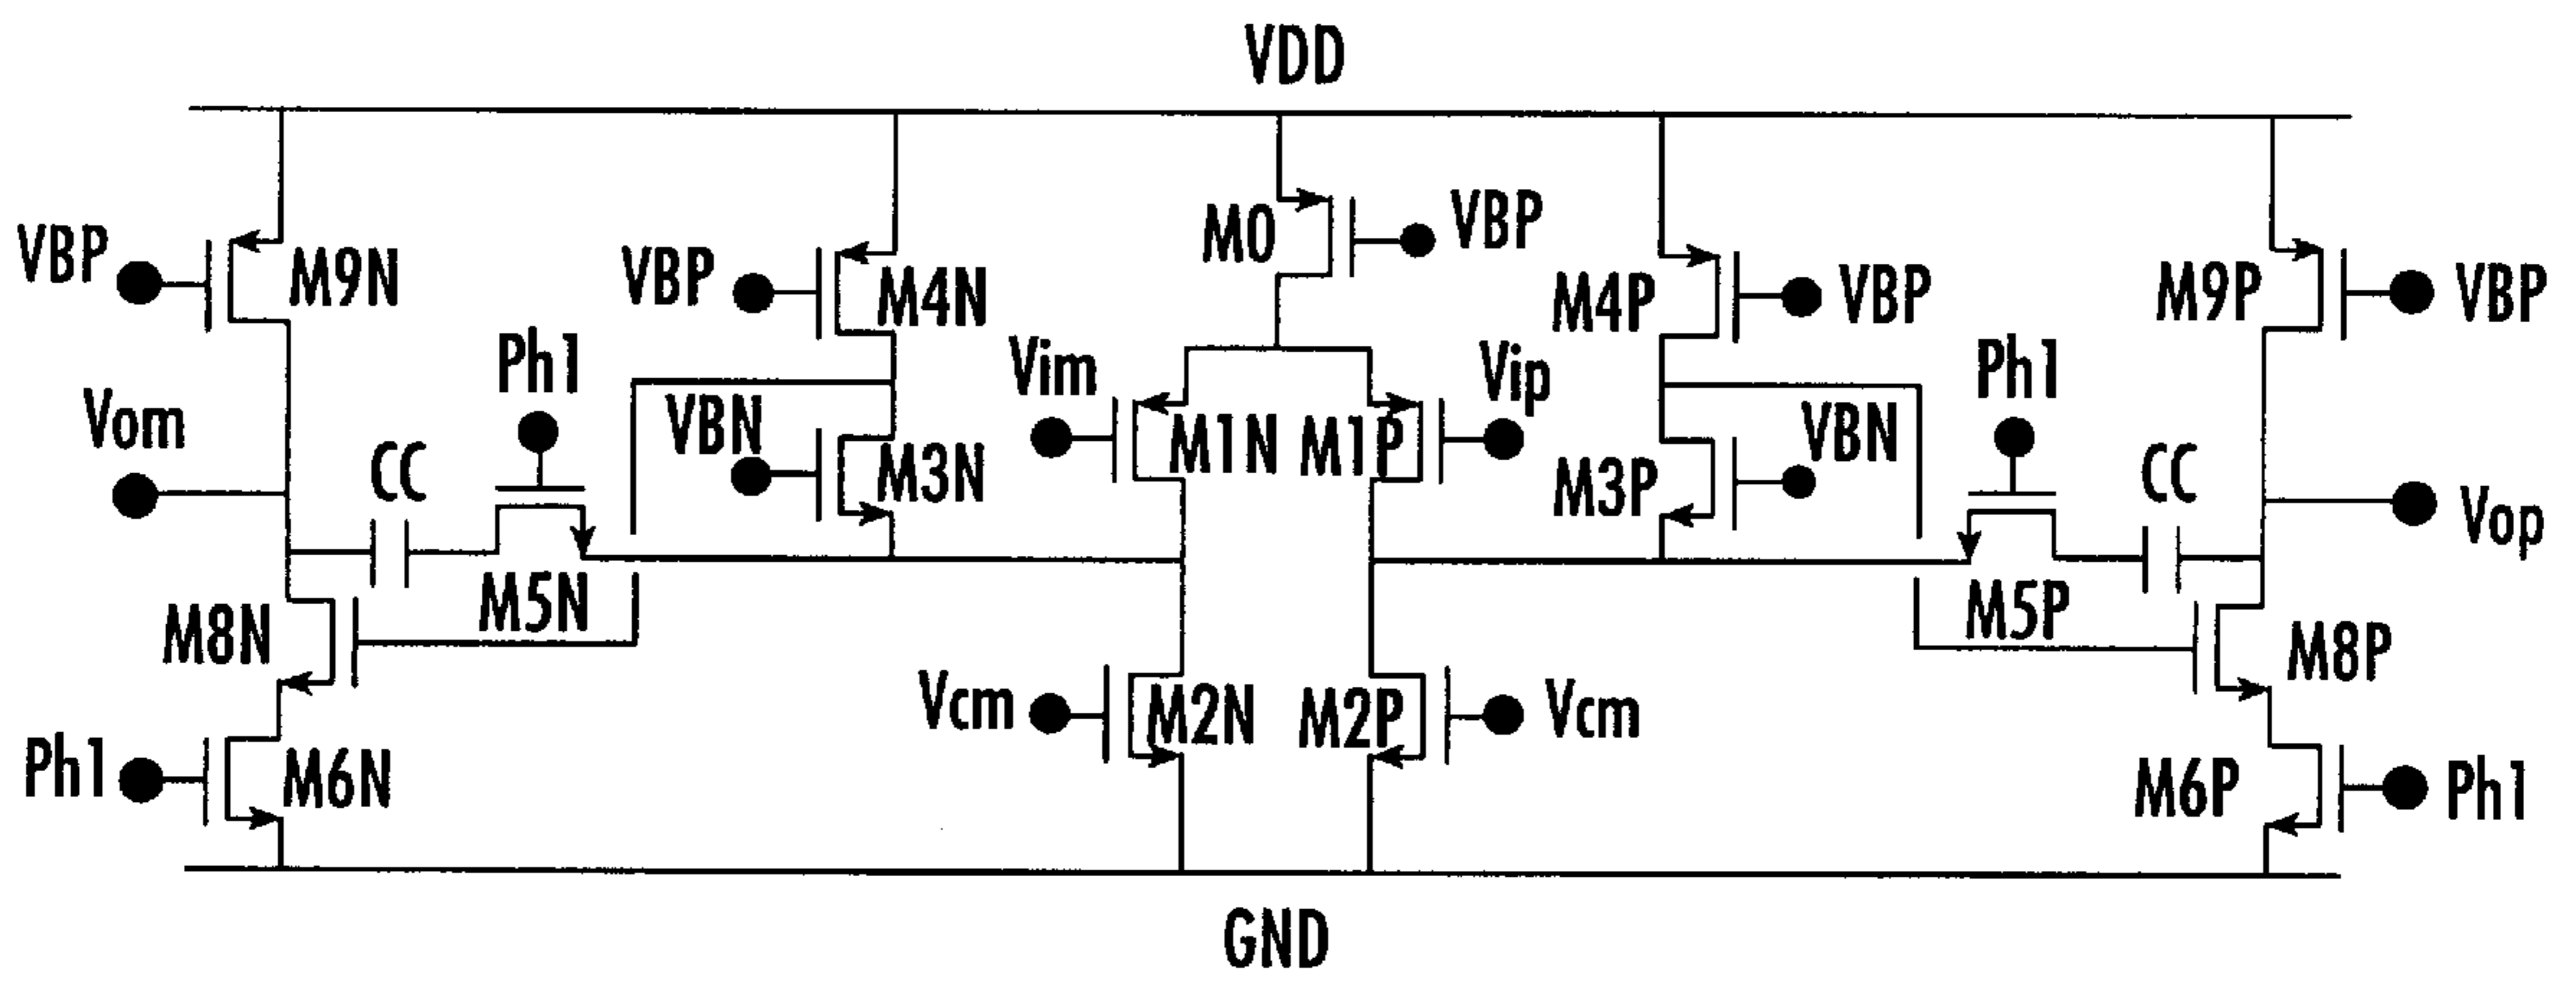 VDD
VBP
M9N
VBP
M4N
M0
VBP
M4P
VBP
M9P
VBP
Vom
CC
Ph1
VBN
M3N
Vim
M1N
M1P
Vip
M3P
VBN
Ph1
CC
Vop
M8N
M5N
M5P
M8P
Ph1
M6N
Vcm
M2N
M2P
Vcm
M6P
Ph1
GND